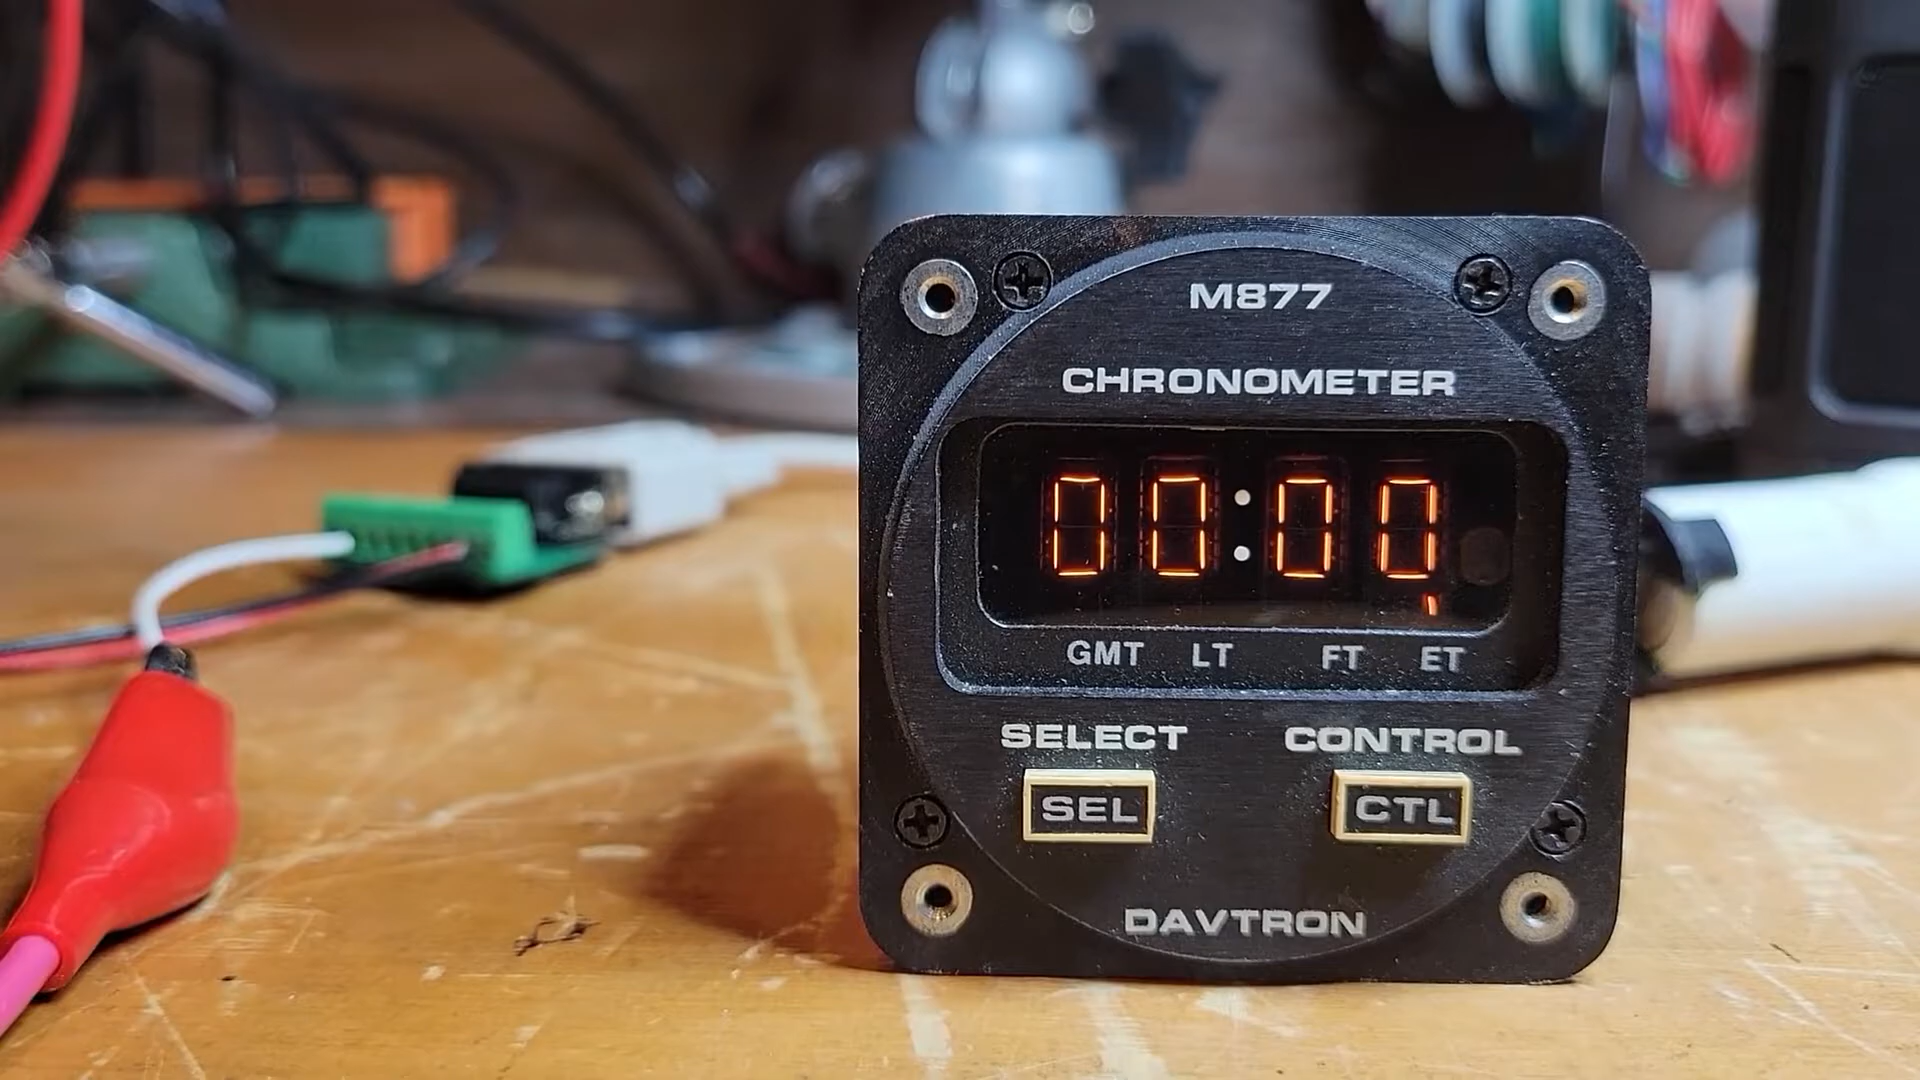 M877
CHRONOMETER
00:00
GMT LT FT ET
SELECT CONTROL
SEL CTL
DAVTRON